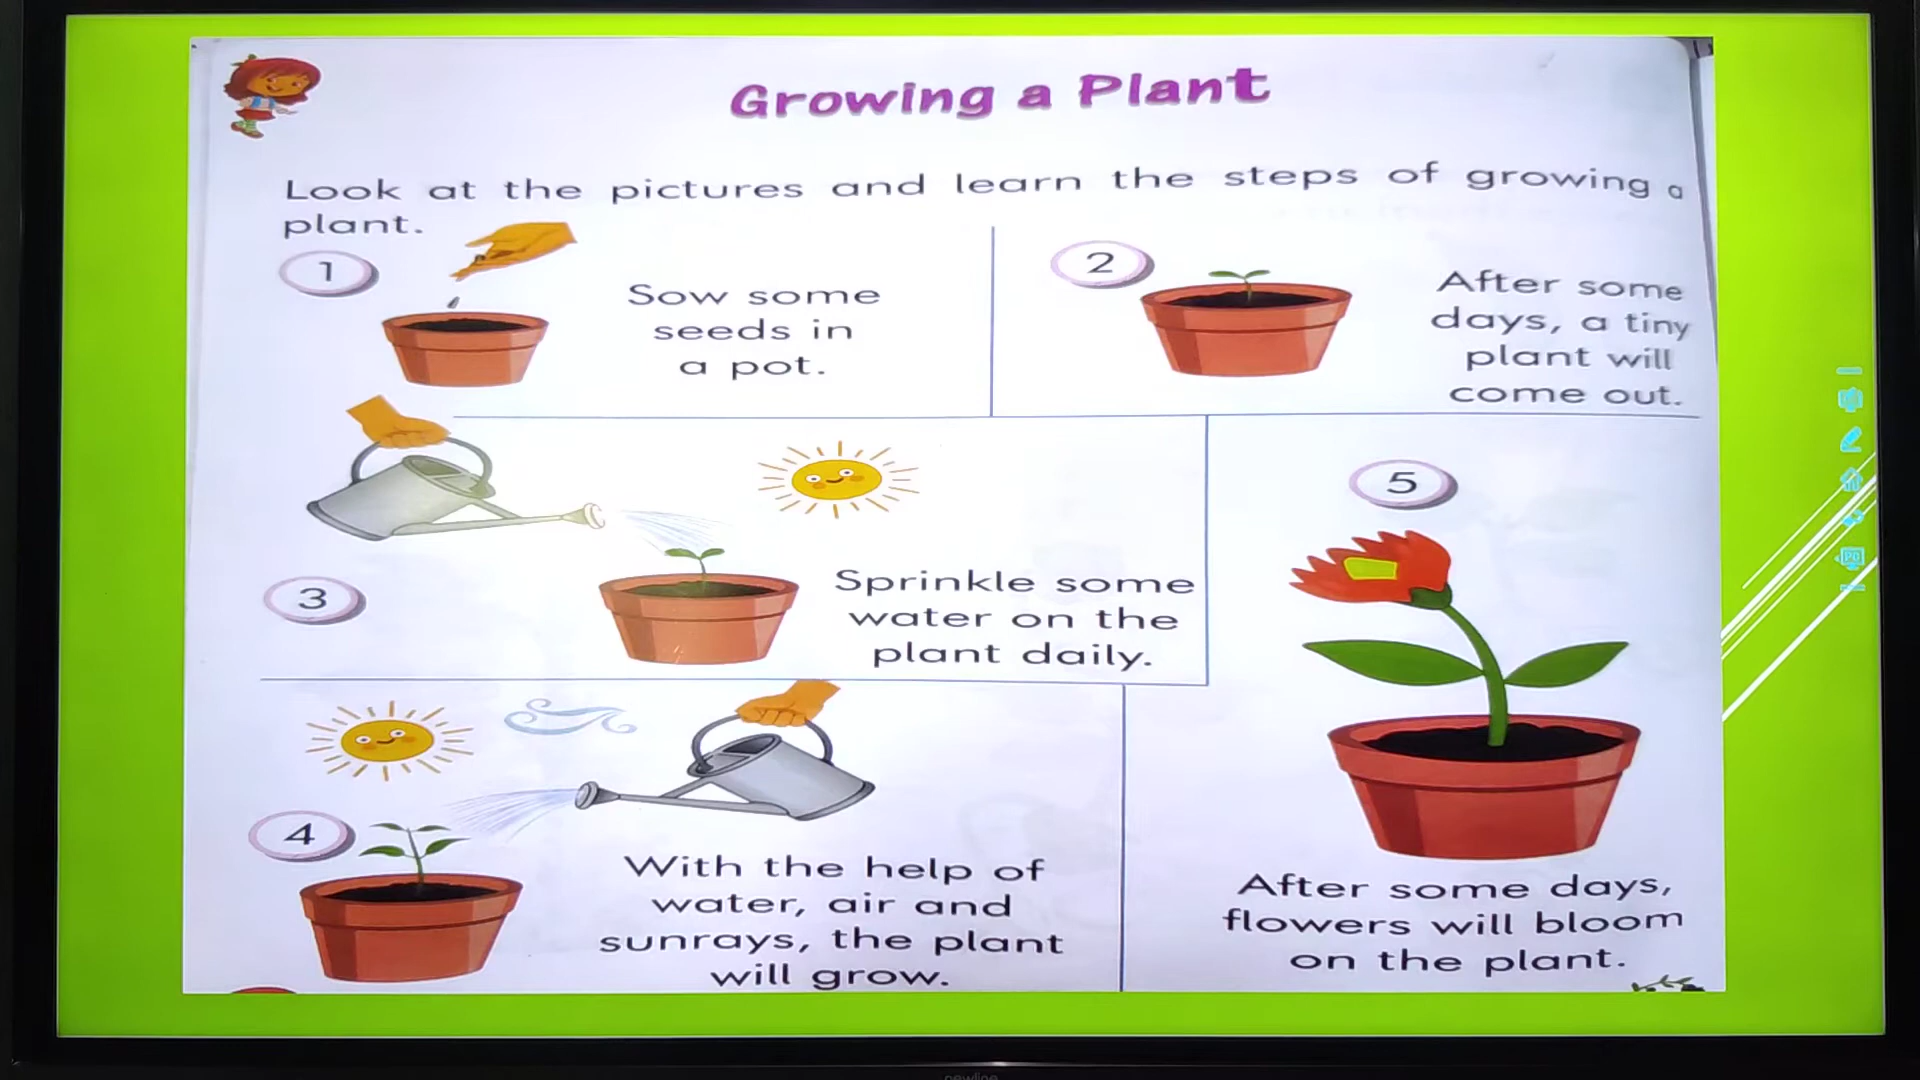 Growing a Plant
Look at the pictures and learn the steps of growing a
plant.
1
Sow some
seeds in
a pot.
2
After some
days, a tiny
plant will
come out.
3
Sprinkle some
water on the
plant daily.
4
With the help of
water, air and
sunrays, the plant
will grow.
5
After some days,
flowers will bloom
on the plant.
newline